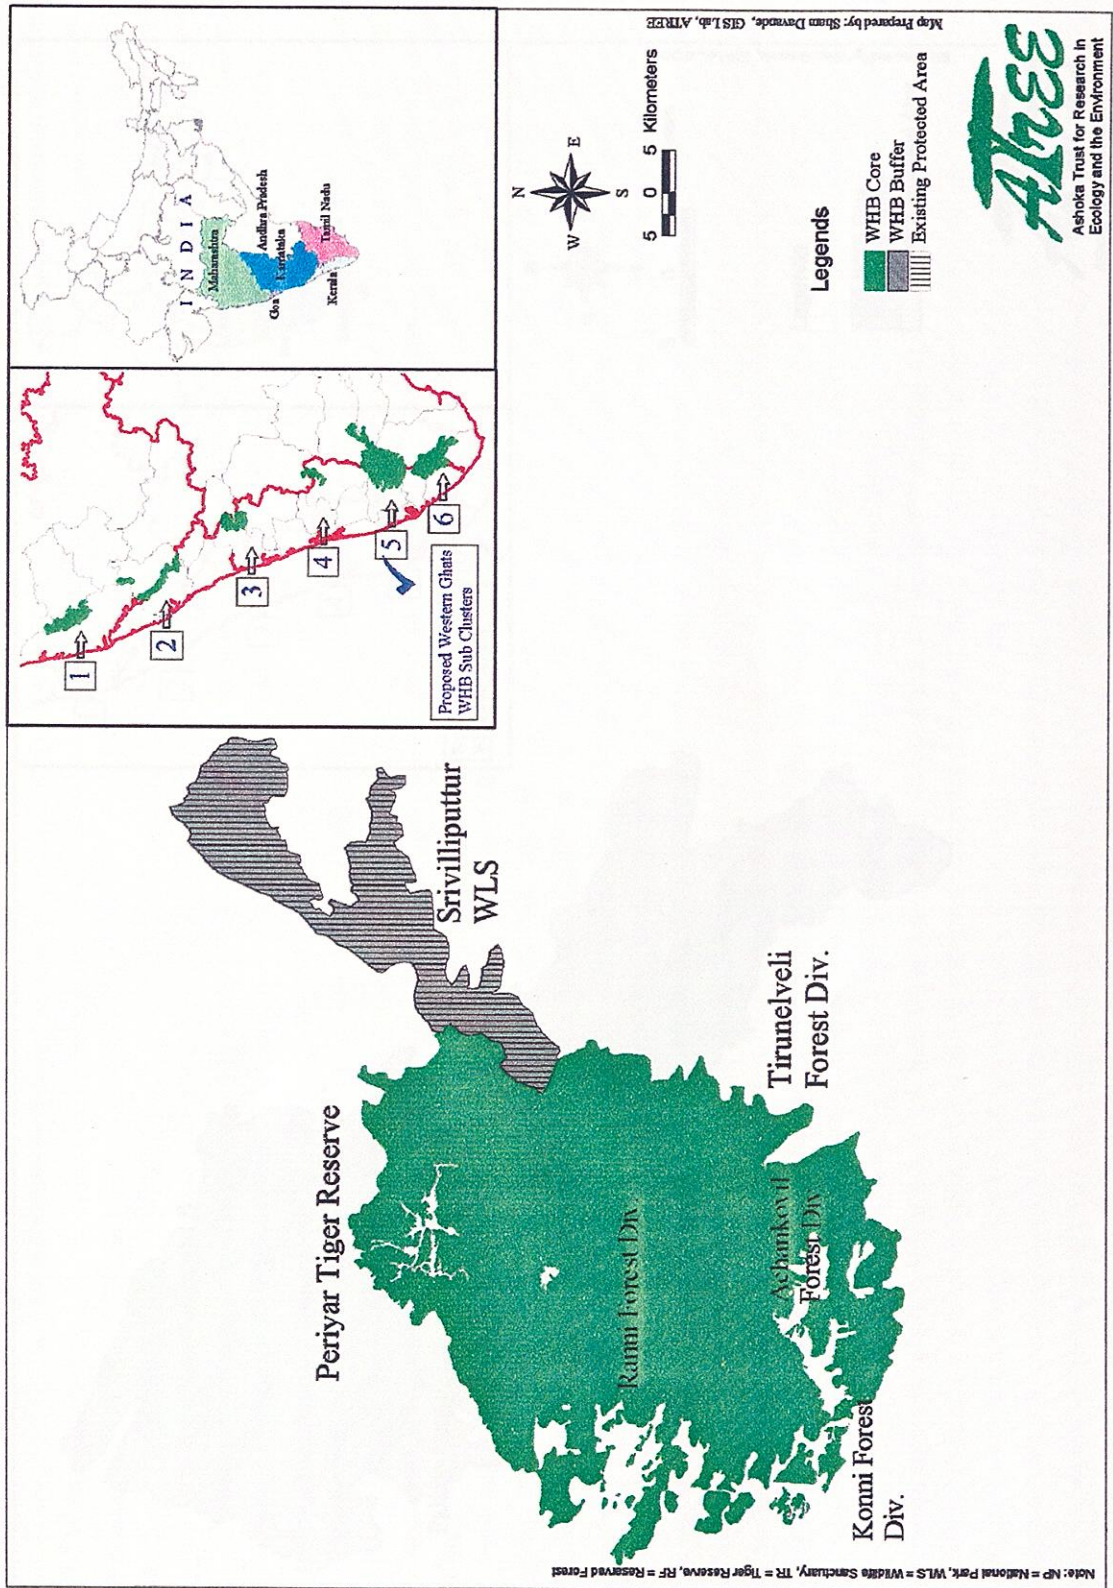 Periyar Tiger Reserve
Srivilliputtur
WLS
Ranni Forest Div.
Achankovil
Forest Div
Tirunelveli
Forest Div.
Konni Forest
Div.
1
2
3
4
5
6
Proposed Western Ghats
WHB Sub Clusters
INDIA
Maharashtra
Andhra Pradesh
Goa
Karnataka
Kerala
Tamil Nadu
N
W
E
S
5 0 5 Kilometers
Legends
WHB Core
WHB Buffer
Existing Protected Area
ATREE
Ashoka Trust for Research in
Ecology and the Environment
Map Prepared by: Sham Davande, GIS Lab, ATREE
Note: NP = National Park, WLS = Wildlife Sanctuary, TR = Tiger Reserve, RF = Reserved Forest